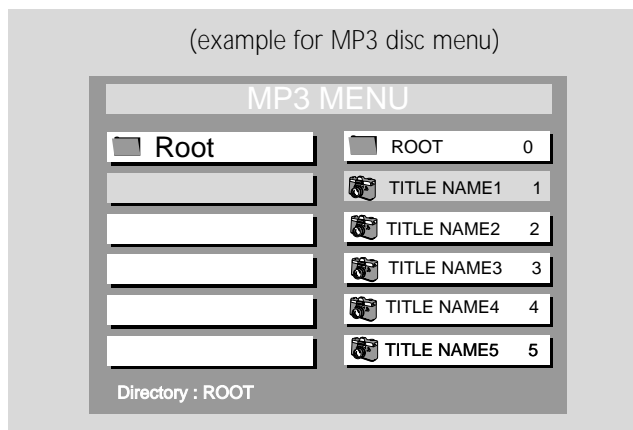 (example for MP3 disc menu)
MP3 MENU
Root
ROOT 0
TITLE NAME1 1
TITLE NAME2 2
TITLE NAME3 3
TITLE NAME4 4
TITLE NAME5 5
Directory : ROOT